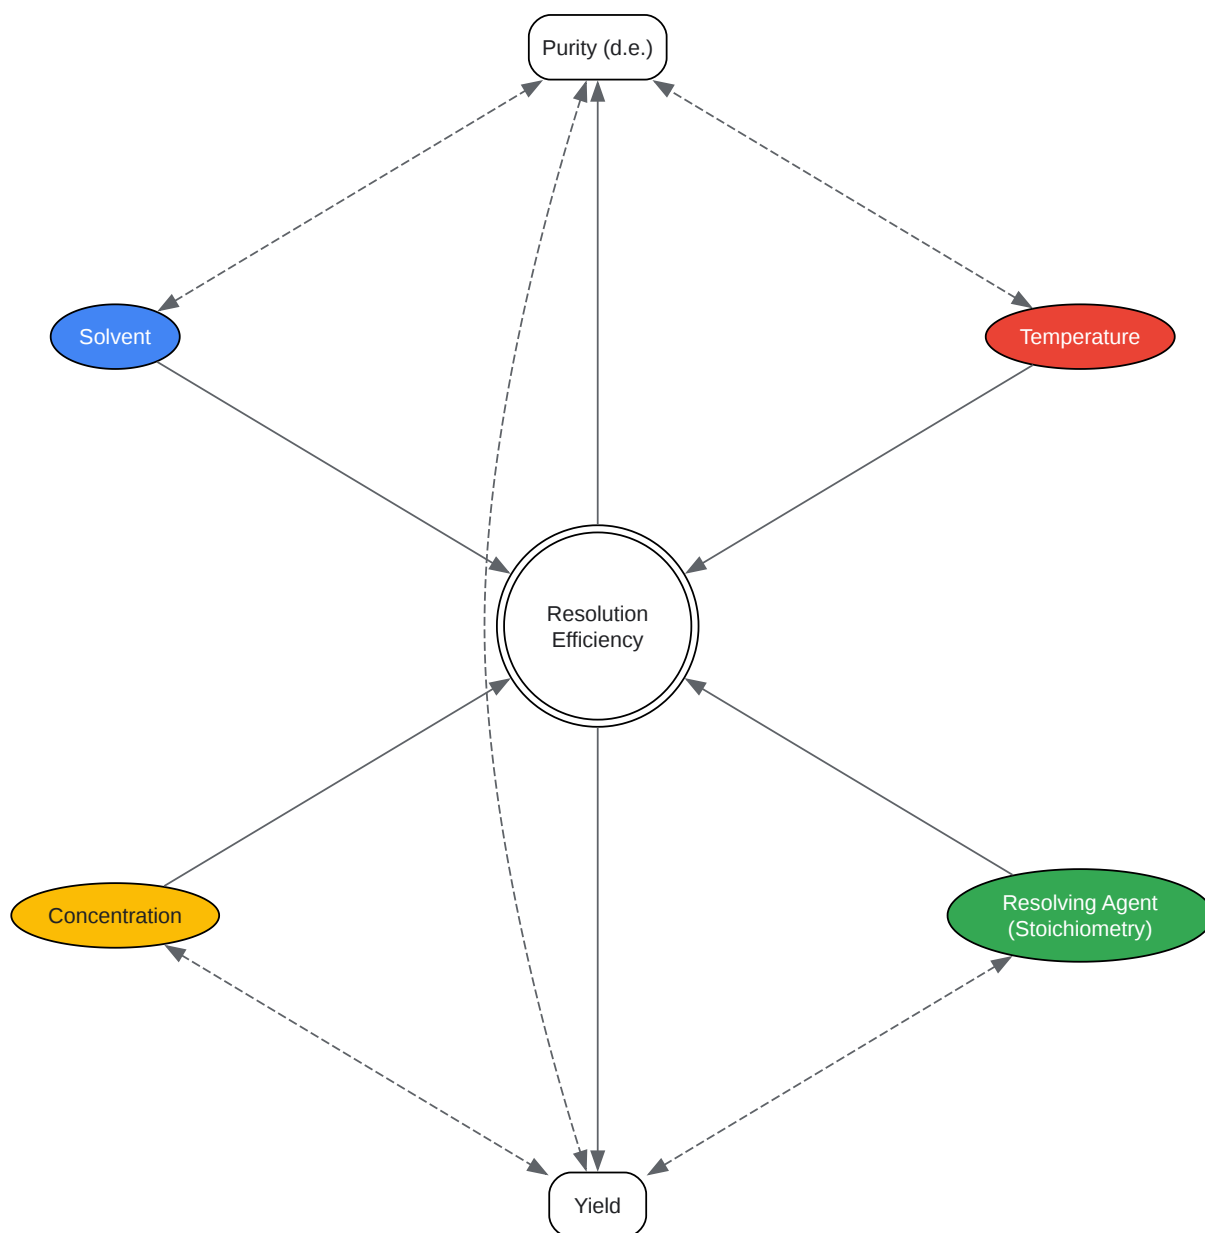 Purity (d.e.)
Solvent
Temperature
Resolution
Efficiency
Concentration
Resolving Agent
(Stoichiometry)
Yield